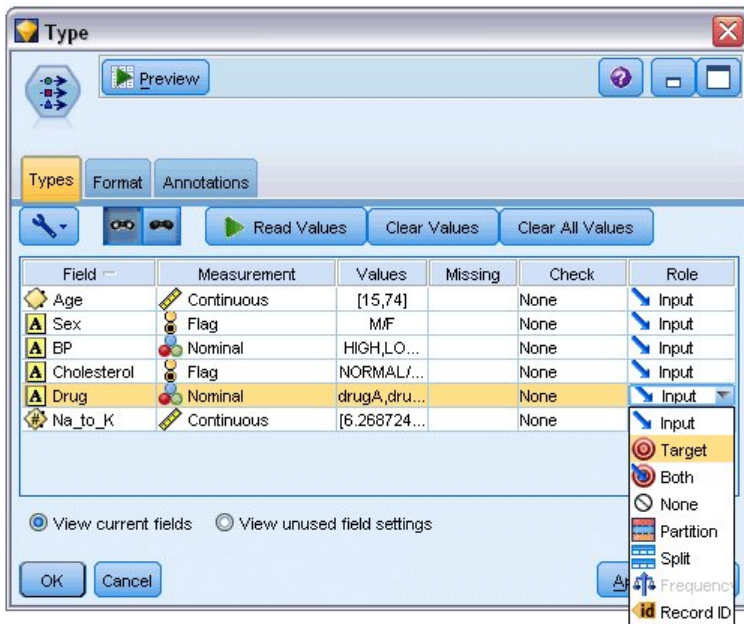 Type
Preview
Types Format Annotations
Read Values Clear Values Clear All Values
Field Measurement Values Missing Check Role
Age Continuous [15,74] None Input
A Sex Flag M/F None Input
A BP Nominal HIGH,LO... None Input
A Cholesterol Flag NORMAL/... None Input
A Drug Nominal drugA,dru... None Input
# Na_to_K Continuous [6.268724... None
Input
Target
Both
None
Partition
View current fields View unused field settings
Split
OK Cancel
Frequency
id Record ID